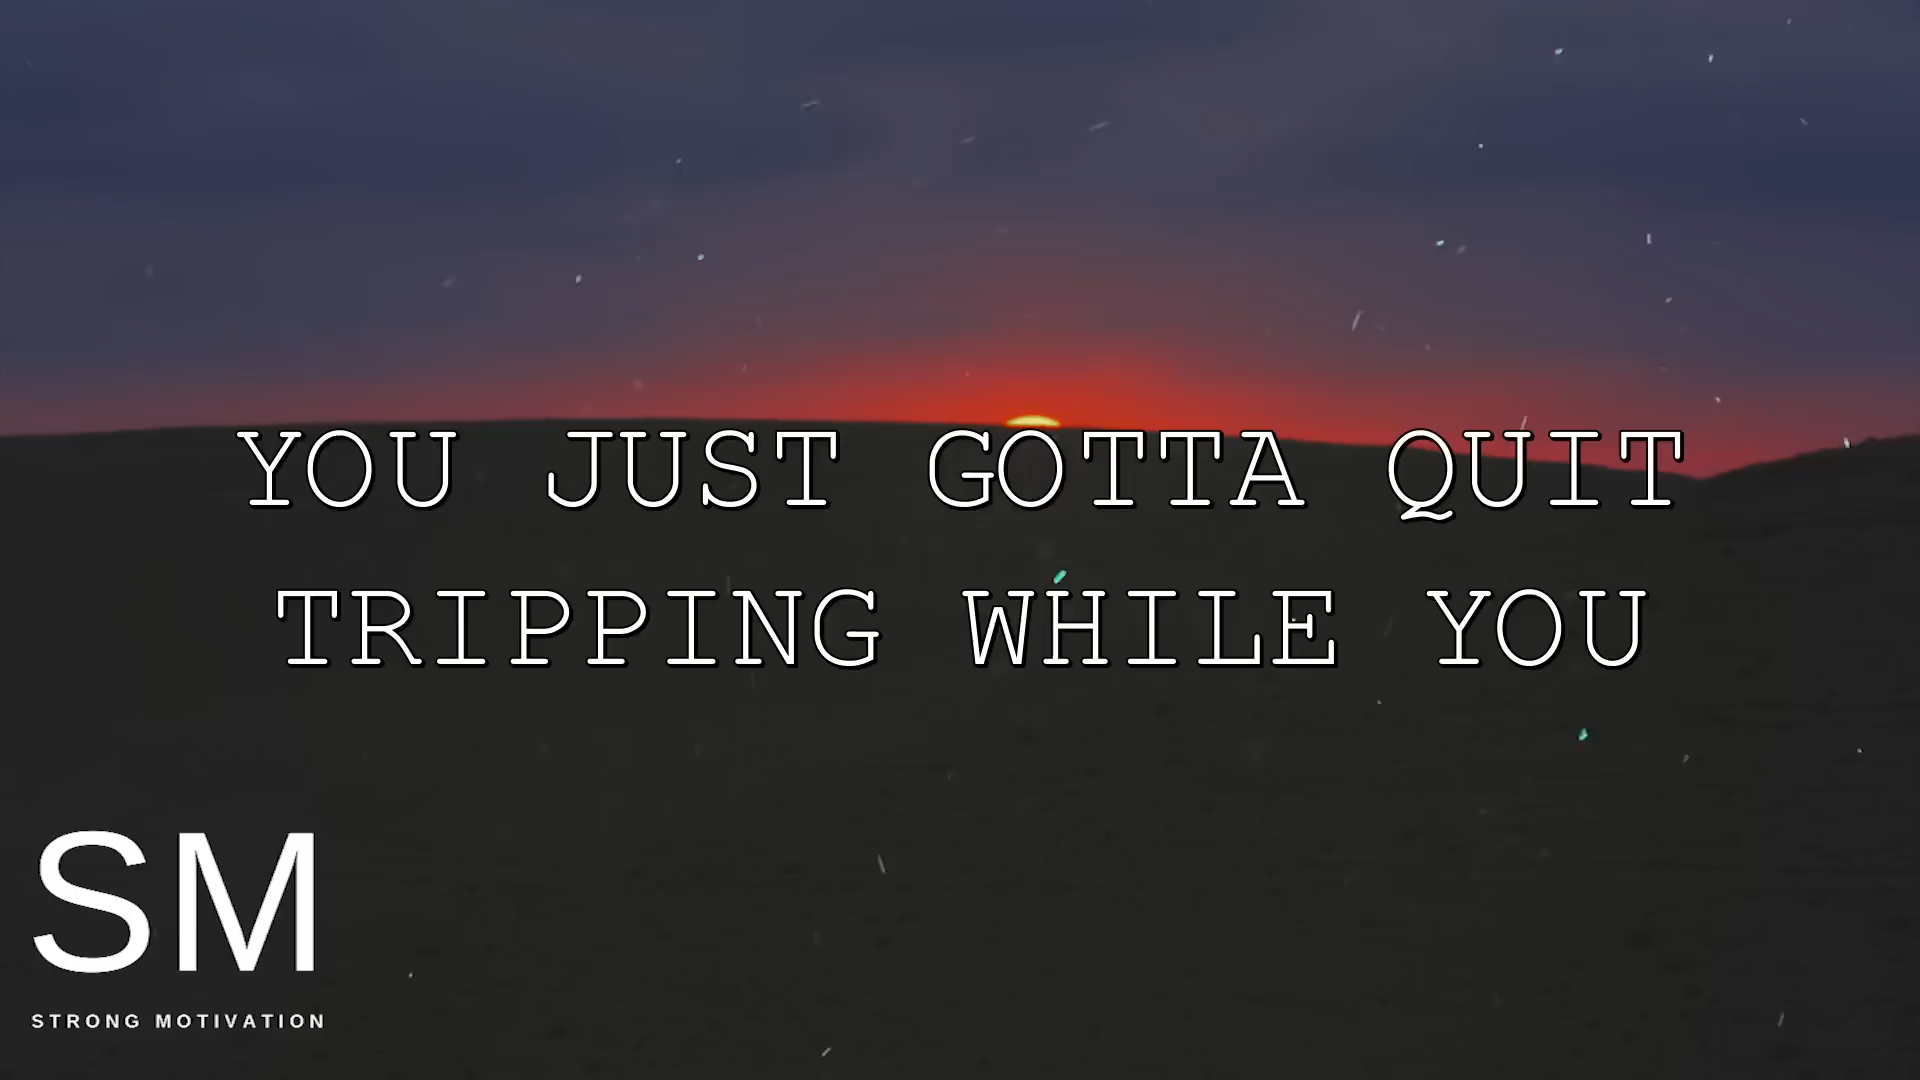 YOU JUST GOTTA QUIT
TRIPPING WHILE YOU
SM
STRONG MOTIVATION